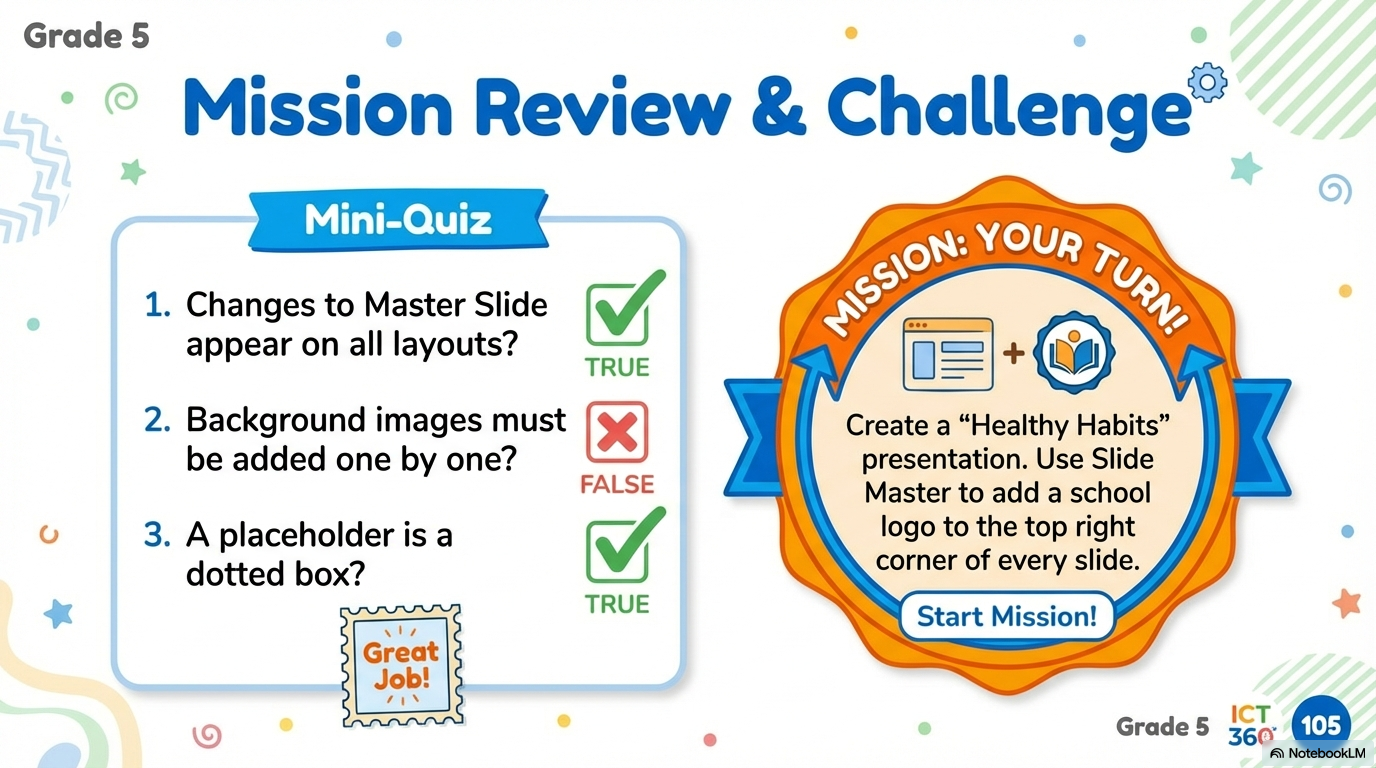 Grade 5
Mission Review & Challenge
Mini-Quiz
1. Changes to Master Slide
appear on all layouts?
TRUE
2. Background images must
be added one by one?
FALSE
3. A placeholder is a
dotted box?
TRUE
Great
Job!
MISSION: YOUR TURN!
Create a “Healthy Habits”
presentation. Use Slide
Master to add a school
logo to the top right
corner of every slide.
Start Mission!
Grade 5
ICT
360
105
NotebookLM